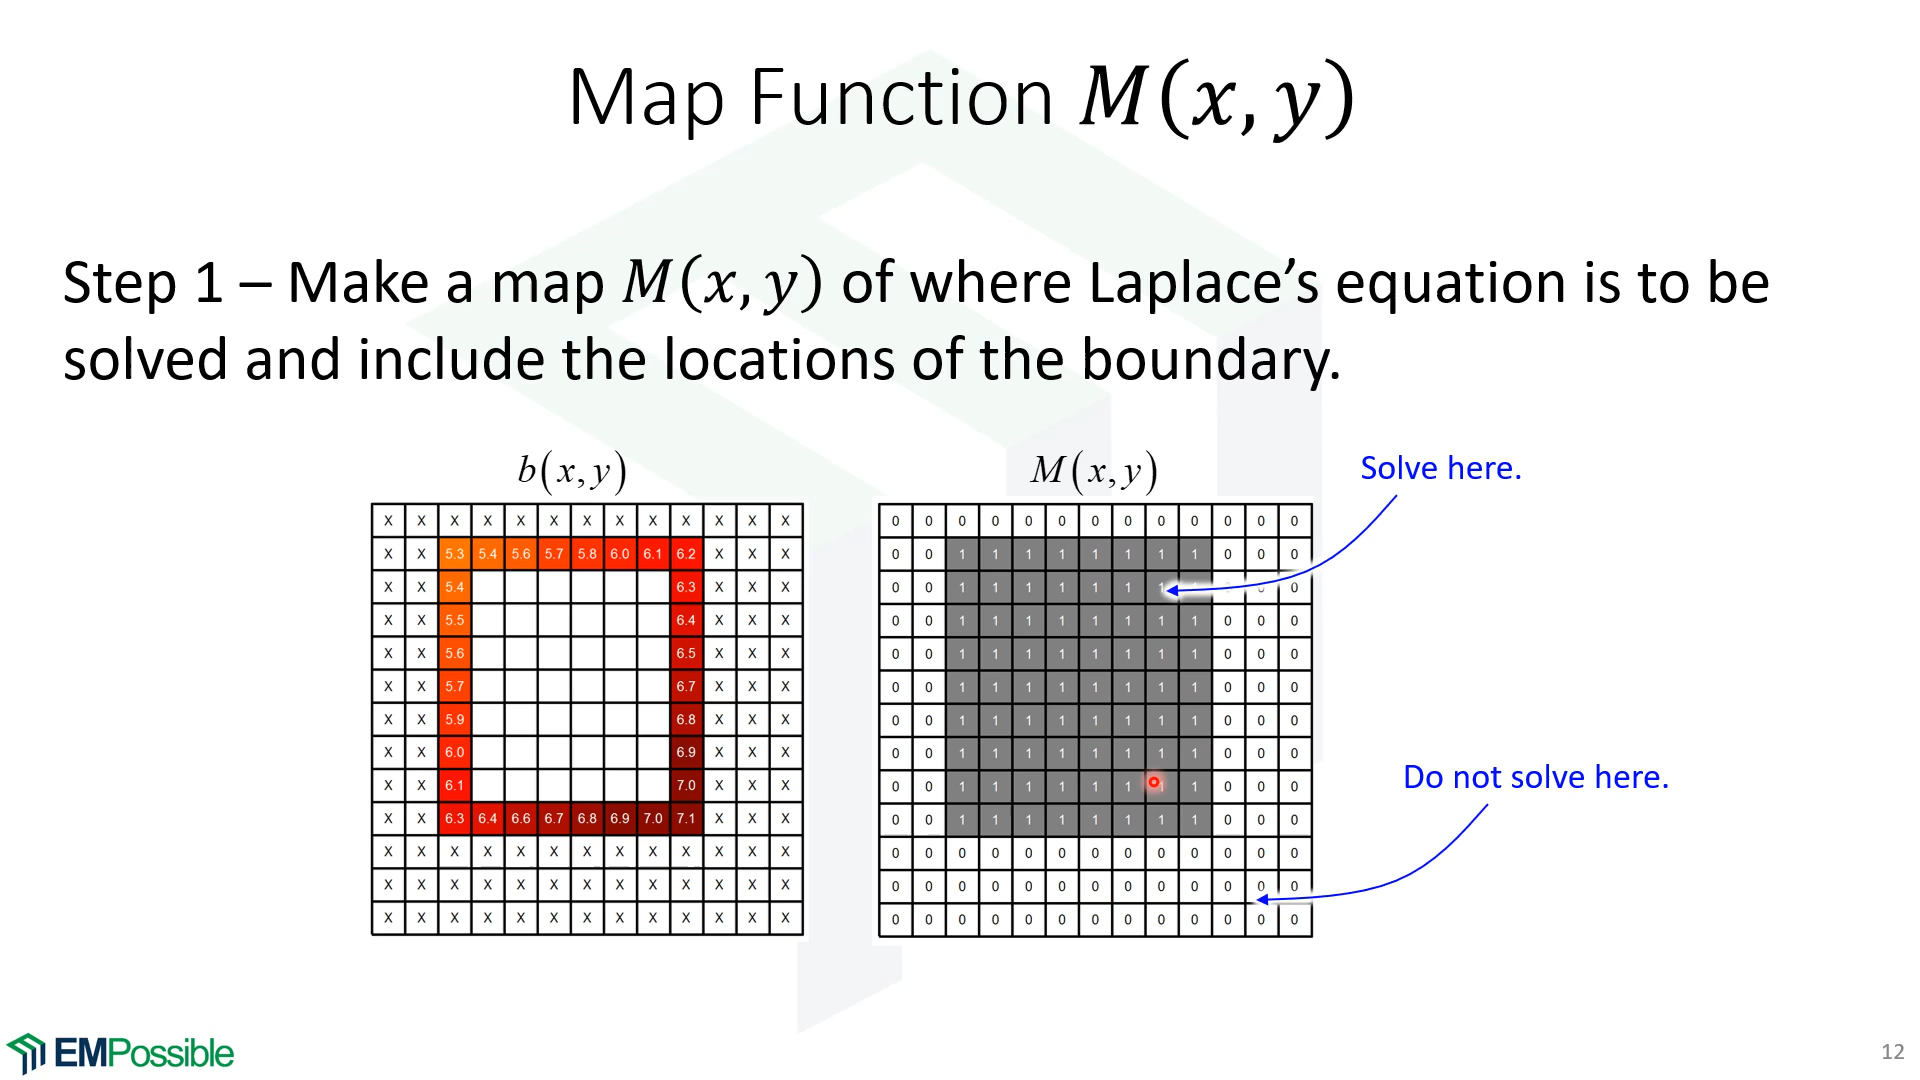 Map Function M(x, y)
Step 1 – Make a map M(x, y) of where Laplace’s equation is to be
solved and include the locations of the boundary.
b(x, y)
X X X X X X X X X X X X X
X X 5.3 5.4 5.6 5.7 5.8 6.0 6.1 6.2 X X X
X X 5.4 6.3 X X X
X X 5.5 6.4 X X X
X X 5.6 6.5 X X X
X X 5.7 6.7 X X X
X X 5.9 6.8 X X X
X X 6.0 6.9 X X X
X X 6.1 7.0 X X X
X X 6.3 6.4 6.6 6.7 6.8 6.9 7.0 7.1 X X X
X X X X X X X X X X X X X
X X X X X X X X X X X X X
X X X X X X X X X X X X X
M(x, y)
0 0 0 0 0 0 0 0 0 0 0 0 0
0 0 1 1 1 1 1 1 1 1 0 0 0
0 0 1 1 1 1 1 1 1 1 0 0 0
0 0 1 1 1 1 1 1 1 1 0 0 0
0 0 1 1 1 1 1 1 1 1 0 0 0
0 0 1 1 1 1 1 1 1 1 0 0 0
0 0 1 1 1 1 1 1 1 1 0 0 0
0 0 1 1 1 1 1 1 1 1 0 0 0
0 0 1 1 1 1 1 1 1 1 0 0 0
0 0 1 1 1 1 1 1 1 1 0 0 0
0 0 0 0 0 0 0 0 0 0 0 0 0
0 0 0 0 0 0 0 0 0 0 0 0 0
0 0 0 0 0 0 0 0 0 0 0 0 0
Solve here.
Do not solve here.
EMPossible
12